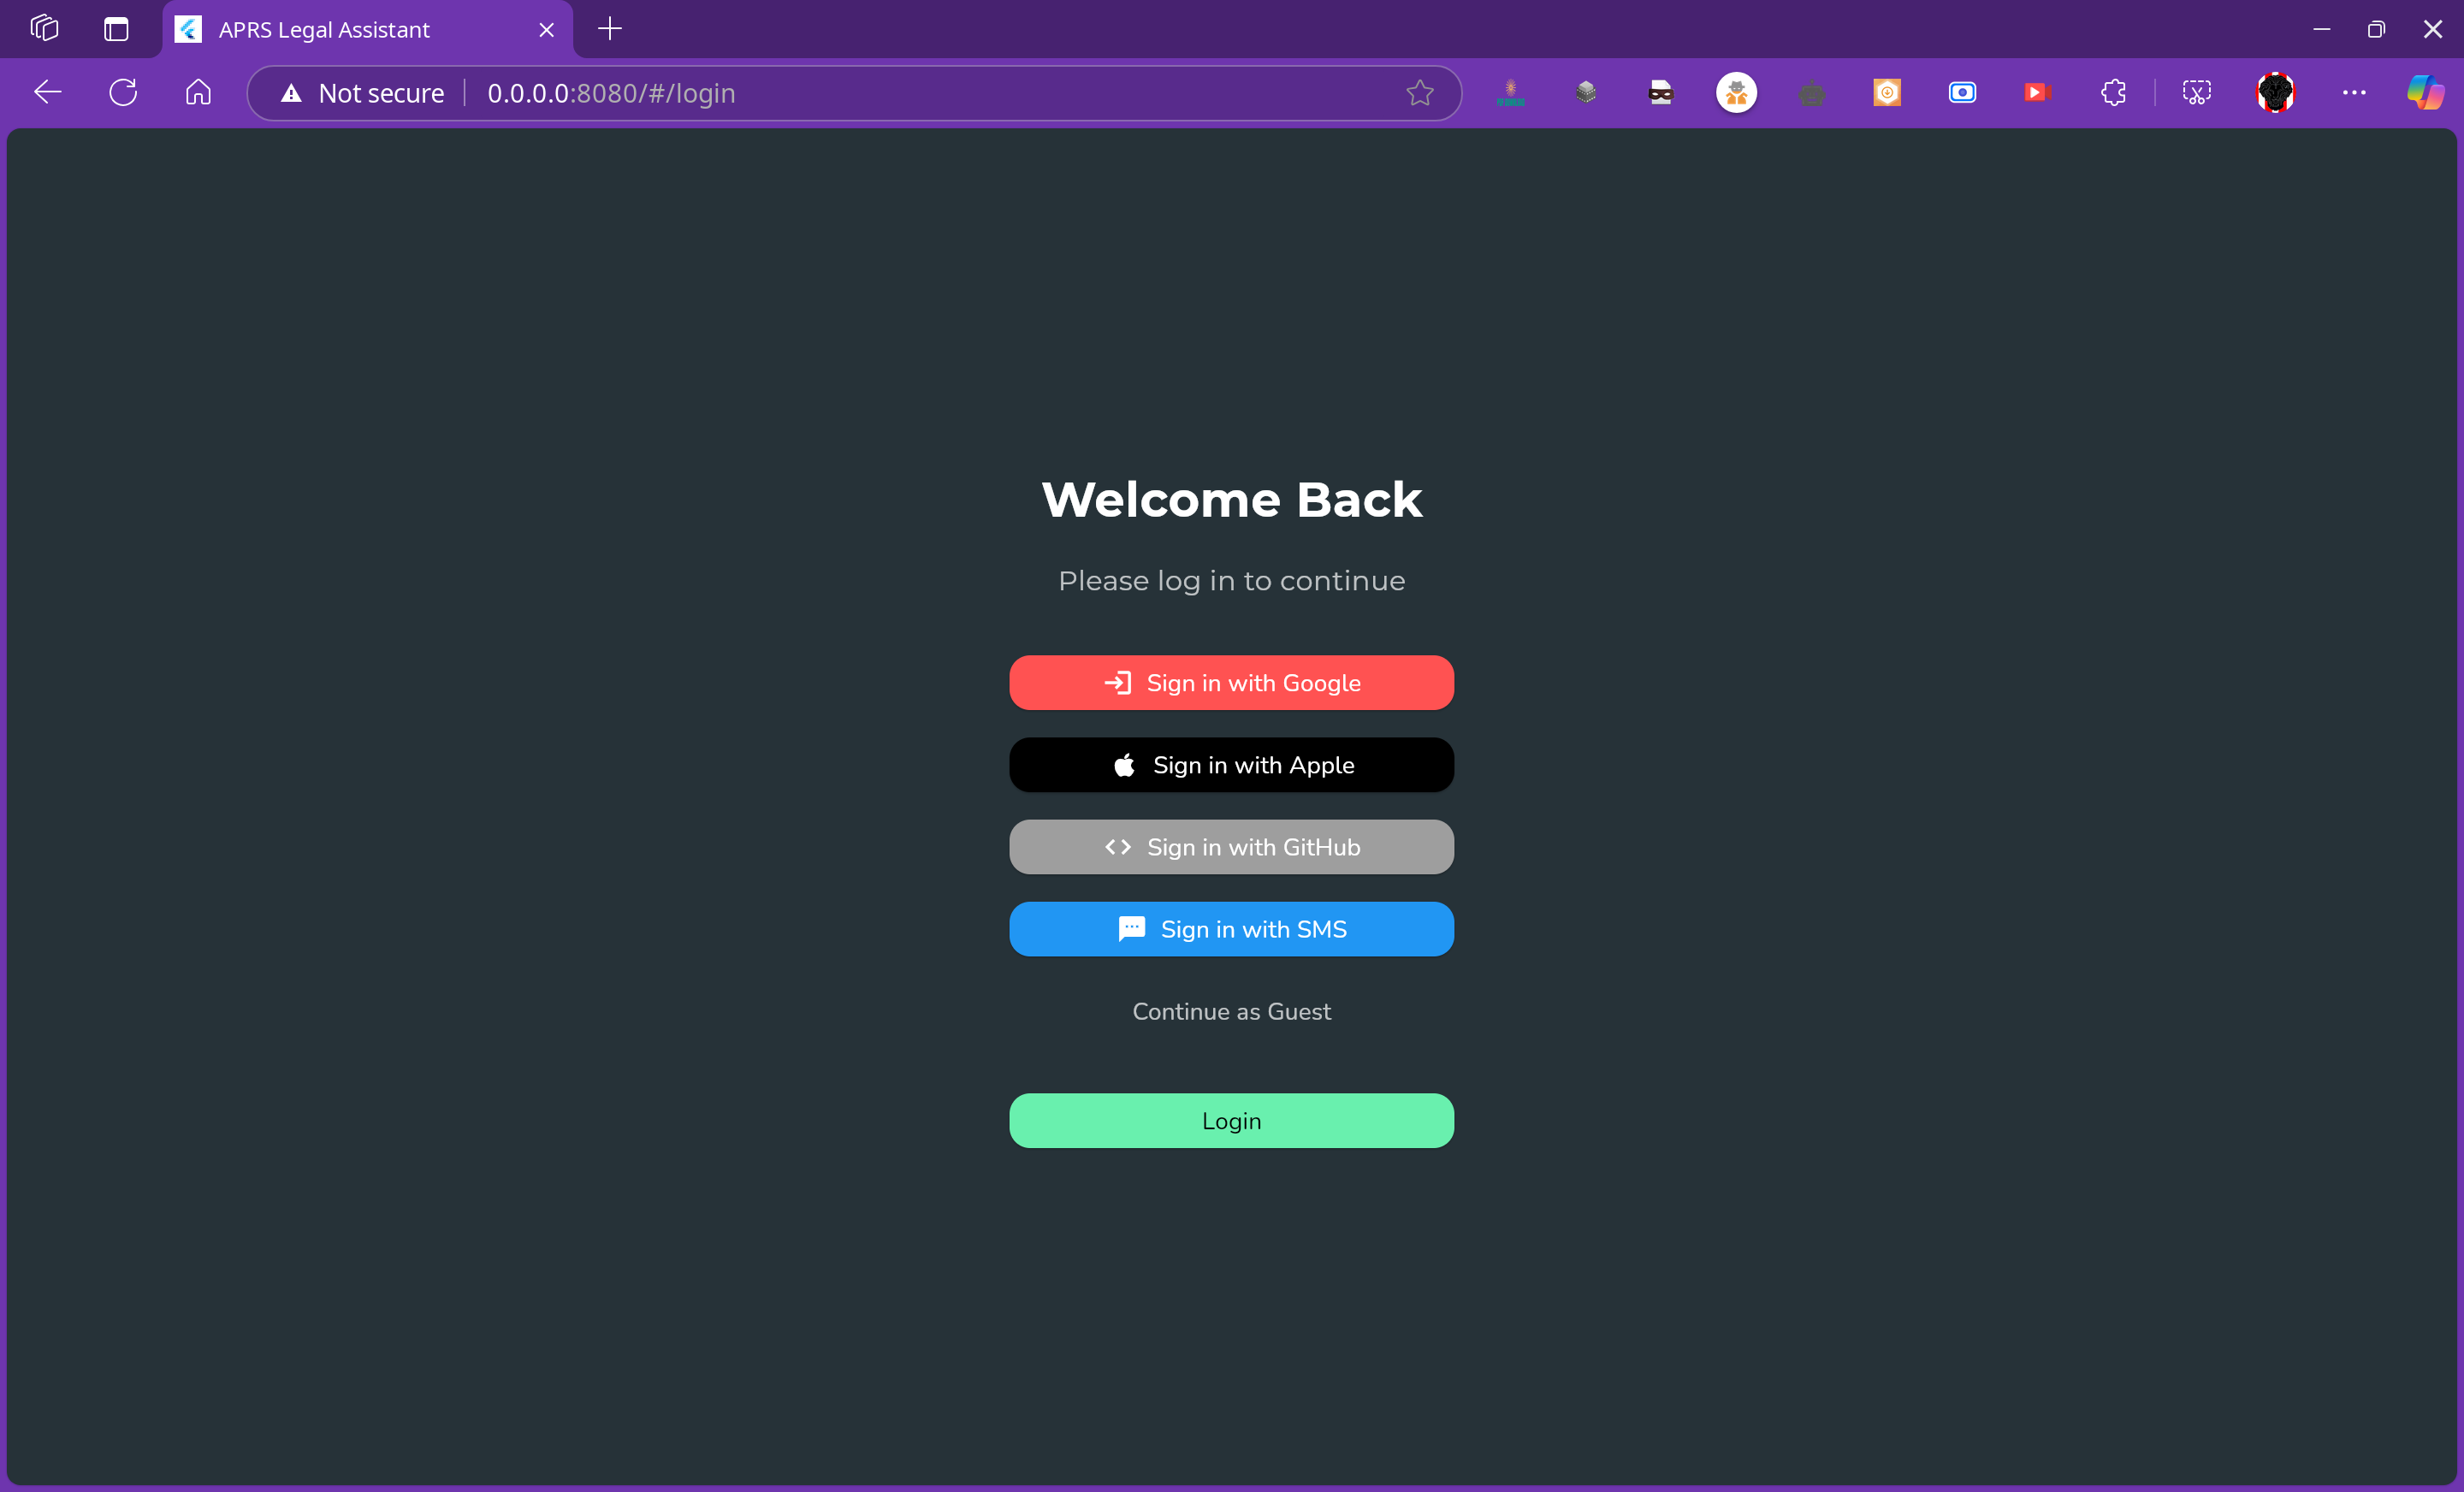 APRS Legal Assistant
Not secure
0.0.0.0:8080/#/login
Welcome Back
Please log in to continue
Sign in with Google
Sign in with Apple
Sign in with GitHub
Sign in with SMS
Continue as Guest
Login